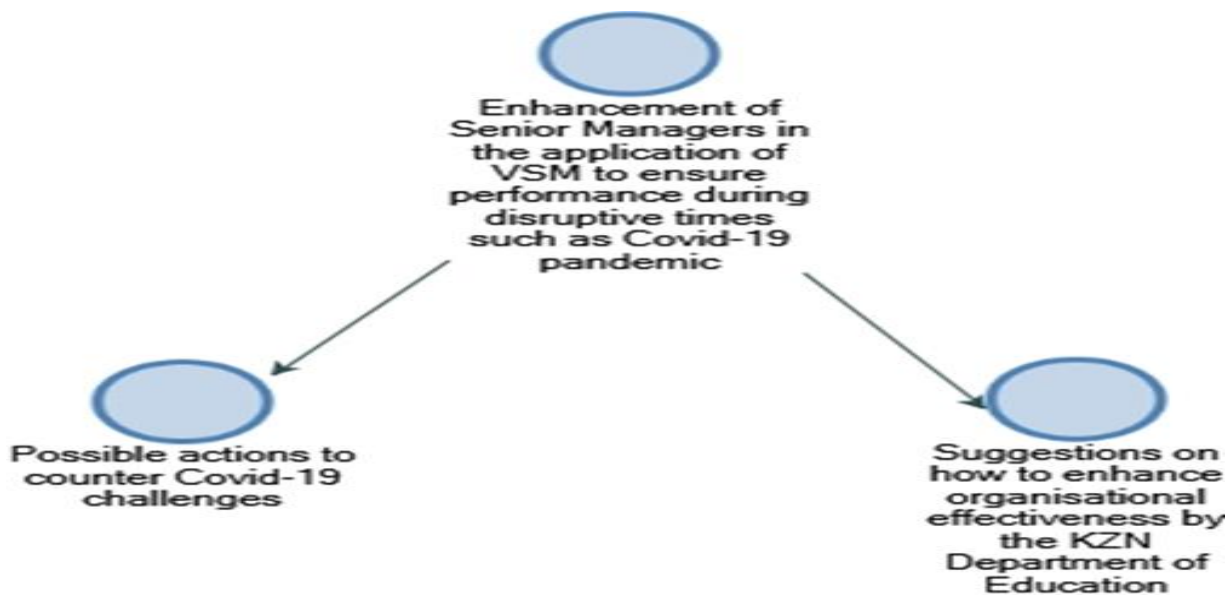 Enhancement of
Senior Managers in
the application of
VSM to ensure
performance during
disruptive times
such as Covid-19
pandemic
Possible actions to
counter Covid-19
challenges
Suggestions on
how to enhance
organisational
effectiveness by
the KZN
Department of
Education